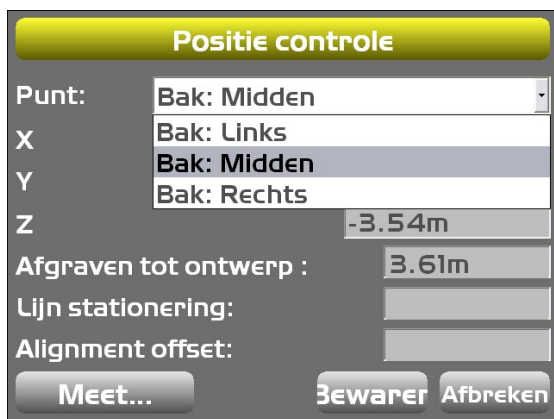 Positie controle
Punt: Bak: Midden
Bak: Links
X
Bak: Midden
Y
Bak: Rechts
Z -3.54m
Afgraven tot ontwerp : 3.61m
Lijn stationering:
Alignment offset:
Meet... Bewarer Afbreken